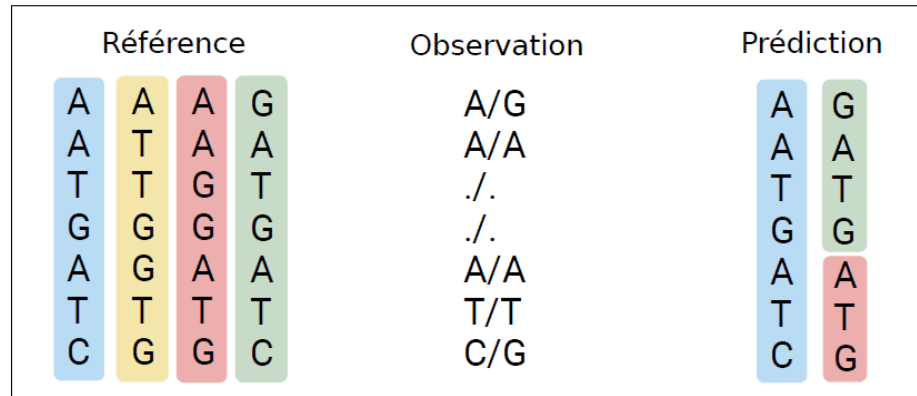 Référence Observation Prédiction
A A A G A/G A G
A T A A A/A A A
T T G T ./. T T
G G G G ./. G G
A G A A A/A A A
T T T T T/T T T
C G G C C/G C G